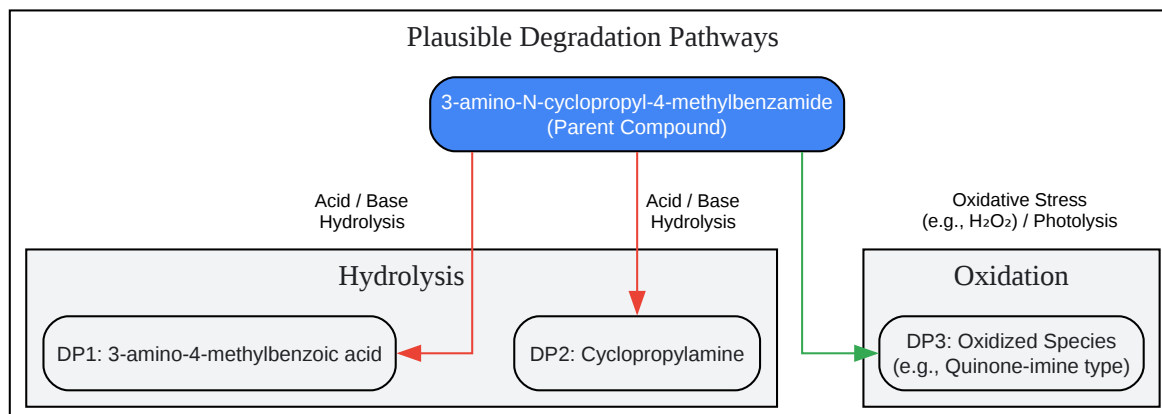 Plausible Degradation Pathways
3-amino-N-cyclopropyl-4-methylbenzamide
(Parent Compound)
Acid / Base
Hydrolysis
Acid / Base
Hydrolysis
Oxidative Stress
(e.g., H₂O₂) / Photolysis
Hydrolysis
Oxidation
DP1: 3-amino-4-methylbenzoic acid
DP2: Cyclopropylamine
DP3: Oxidized Species
(e.g., Quinone-imine type)